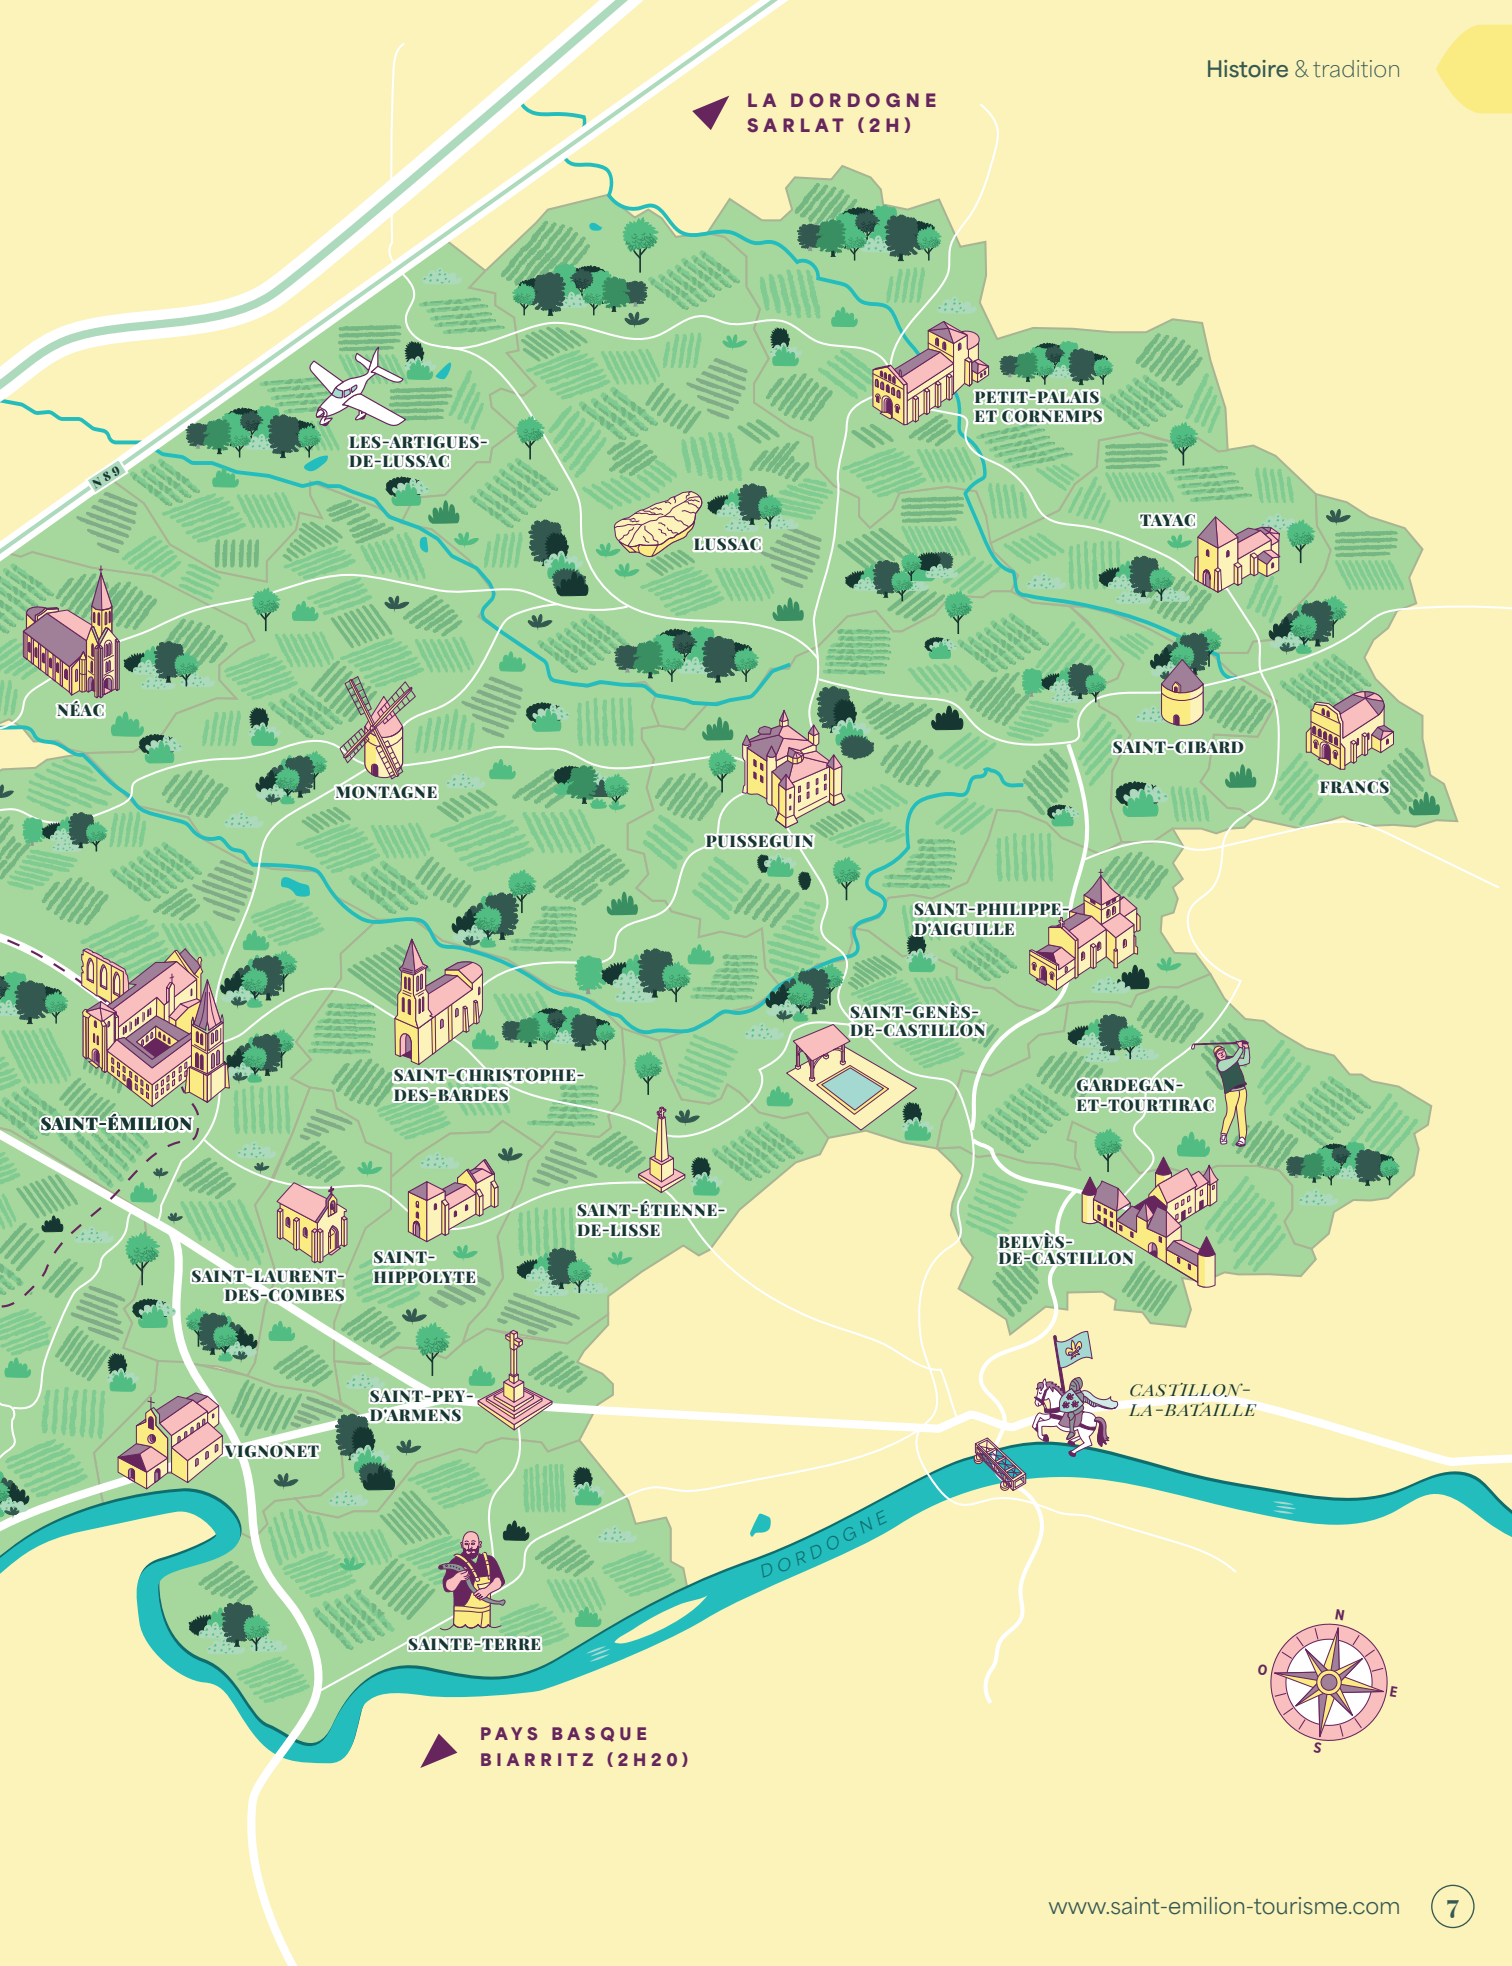 Histoire & tradition
LA DORDOGNE
SARLAT (2H)
PETIT-PALAIS
ET CORNEMPS
LES-ARTIGUES-
DE-LUSSAC
N89
TAYAC
LUSSAC
NÉAC
SAINT-CIBARD
FRANCS
MONTAGNE
PUISSEGUIN
SAINT-PHILIPPE-
D'AIGUILLE
SAINT-GENÈS-
DE-CASTILLON
SAINT-CHRISTOPHE-
DES-BARDES
GARDEGAN-
ET-TOURTIRAC
SAINT-ÉMILION
SAINT-ÉTIENNE-
DE-LISSE
BELVÈS-
DE-CASTILLON
SAINT-
HIPPOLYTE
SAINT-LAURENT-
DES-COMBES
SAINT-PEY-
D'ARMENS
CASTILLON-
LA-BATAILLE
VIGNONET
DORDOGNE
SAINTE-TERRE
N
O
E
S
PAYS BASQUE
BIARRITZ (2H20)
www.saint-emilion-tourisme.com
7